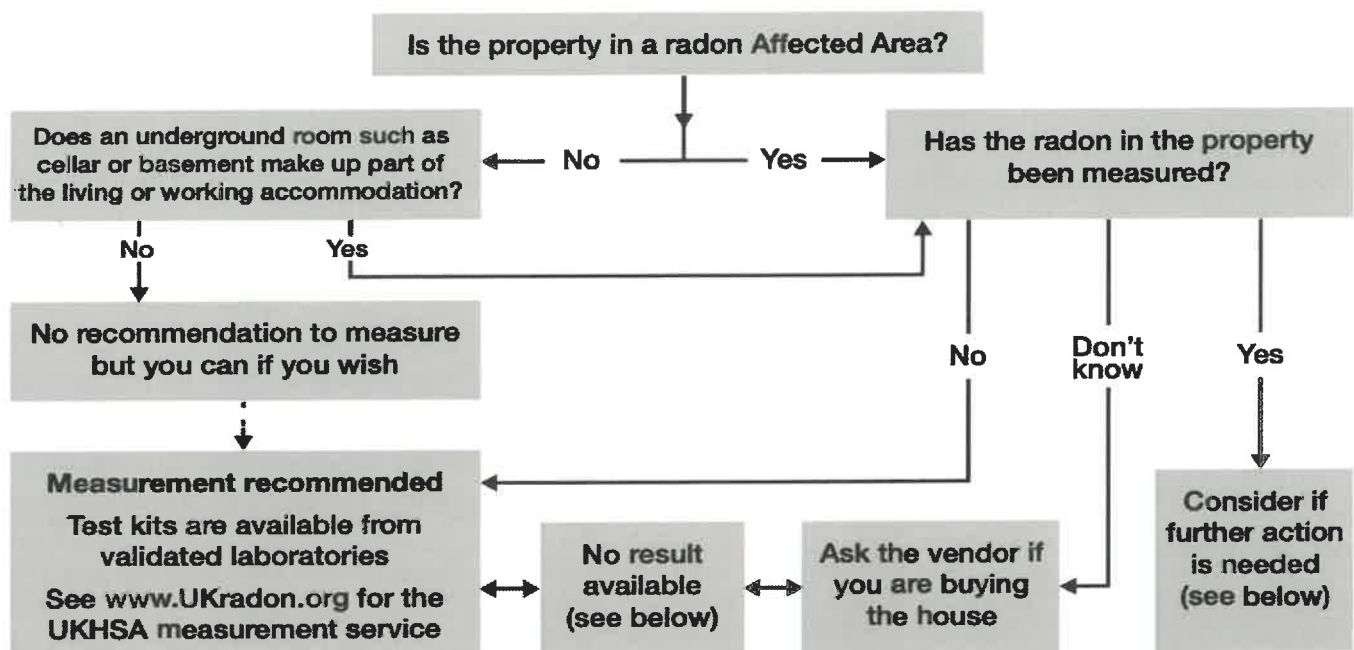 Is the property in a radon Affected Area?
Does an underground room such as
cellar or basement make up part of
the living or working accommodation?
No
Yes
Has the radon in the property
been measured?
No
Yes
No recommendation to measure
but you can if you wish
No
Don't
know
Yes
Measurement recommended
Test kits are available from
validated laboratories
See www.UKradon.org for the
UKHSA measurement service
No result
available
(see below)
Ask the vendor if
you are buying
the house
Consider if
further action
is needed
(see below)